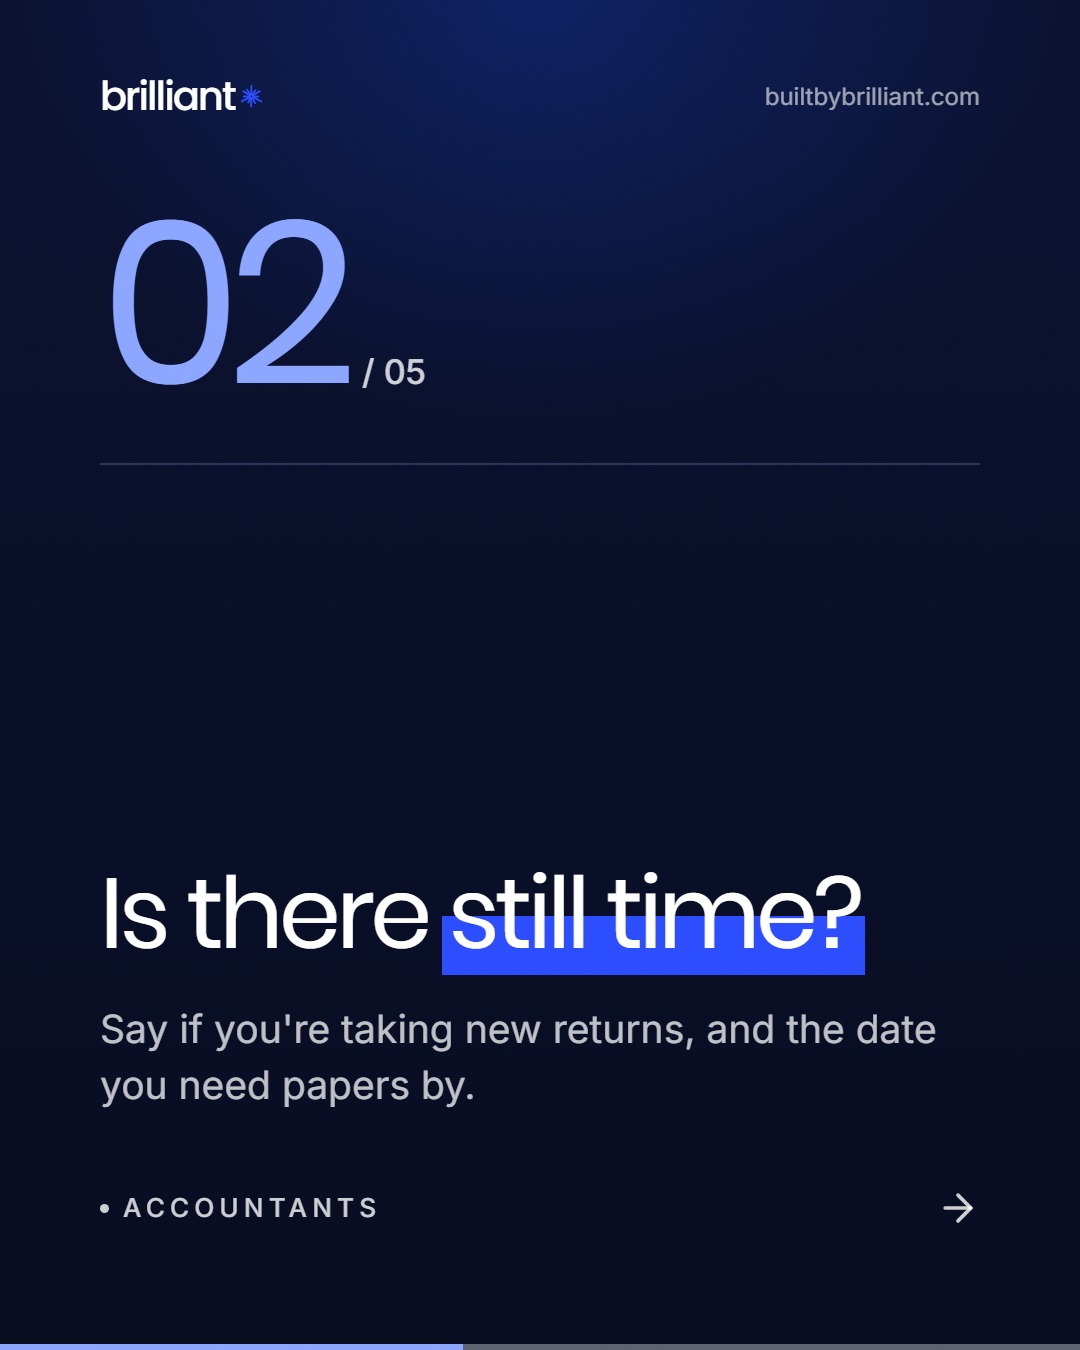 brilliant
builtbybrilliant.com
02 / 05
Is there still time?
Say if you're taking new returns, and the date
you need papers by.
• ACCOUNTANTS